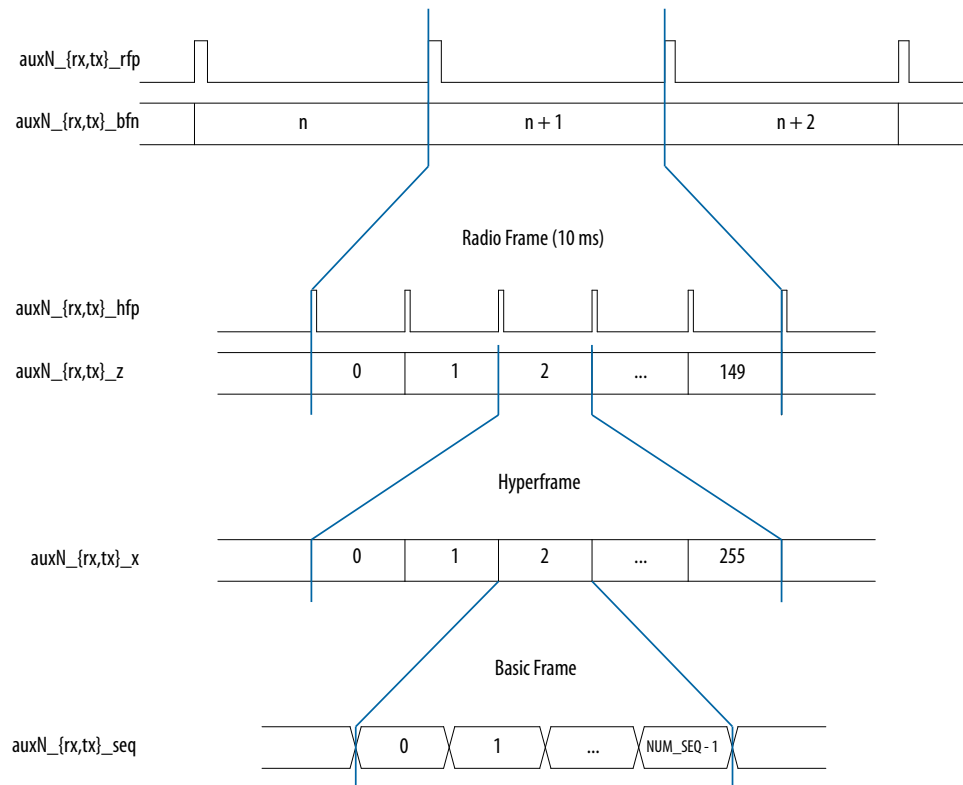 auxN_{rx,tx}_rfp
auxN_{rx,tx}_bfn n n + 1 n + 2
Radio Frame (10 ms)
auxN_{rx,tx}_hfp
auxN_{rx,tx}_z 0 1 2 ... 149
Hyperframe
auxN_{rx,tx}_x 0 1 2 ... 255
Basic Frame
auxN_{rx,tx}_seq 0 1 ... NUM_SEQ - 1